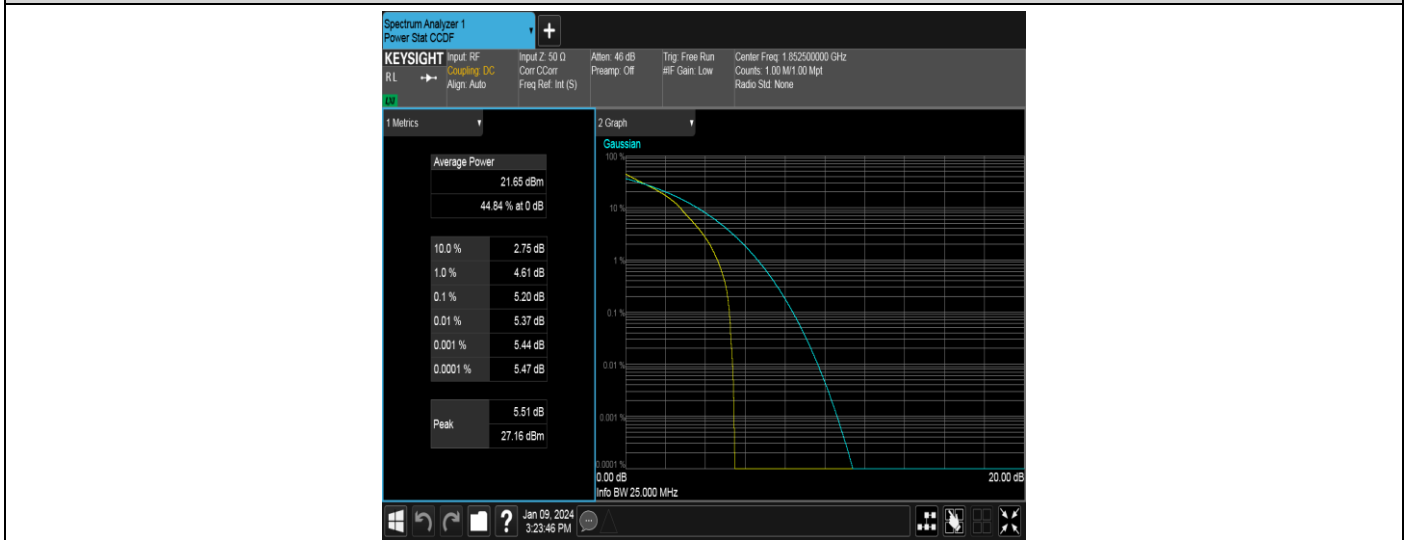 Spectrum Analyzer 1
Power Stat CCDF
+
KEYSIGHT
RL
Input: RF
Coupling: DC
Align: Auto
Input Z: 50 Ω
Corr CCorr
Freq Ref: Int (S)
Atten: 46 dB
Preamp: Off
Trig: Free Run
#IF Gain: Low
Center Freq: 1.852500000 GHz
Counts: 1.00 M/1.00 Mpt
Radio Std: None
LXI
1 Metrics
Average Power
21.65 dBm
44.84 % at 0 dB
10.0 % 2.75 dB
1.0 % 4.61 dB
0.1 % 5.20 dB
0.01 % 5.37 dB
0.001 % 5.44 dB
0.0001 % 5.47 dB
Peak
5.51 dB
27.16 dBm
2 Graph
Gaussian
100 %
10 %
1 %
0.1 %
0.01 %
0.001 %
0.0001 %
0.00 dB 20.00 dB
Info BW 25.000 MHz
?
Jan 09, 2024
3:23:46 PM